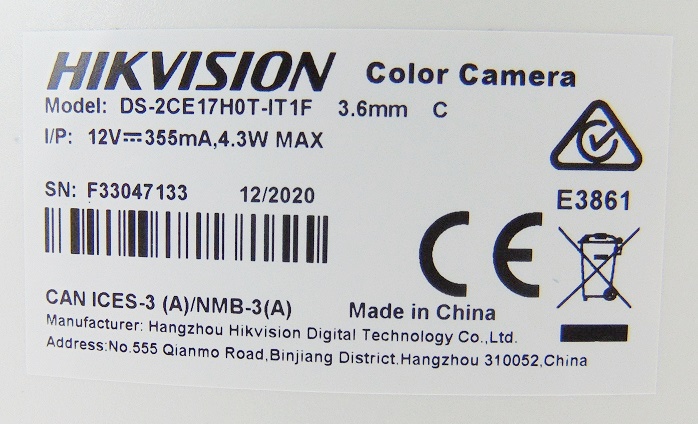 HIKVISION Color Camera
Model: DS-2CE17H0T-IT1F 3.6mm C
I/P: 12V⎓355mA,4.3W MAX
SN: F33047133 12/2020
E3861
CE
CAN ICES-3 (A)/NMB-3(A) Made in China
Manufacturer: Hangzhou Hikvision Digital Technology Co.,Ltd.
Address:No.555 Qianmo Road,Binjiang District,Hangzhou 310052,China